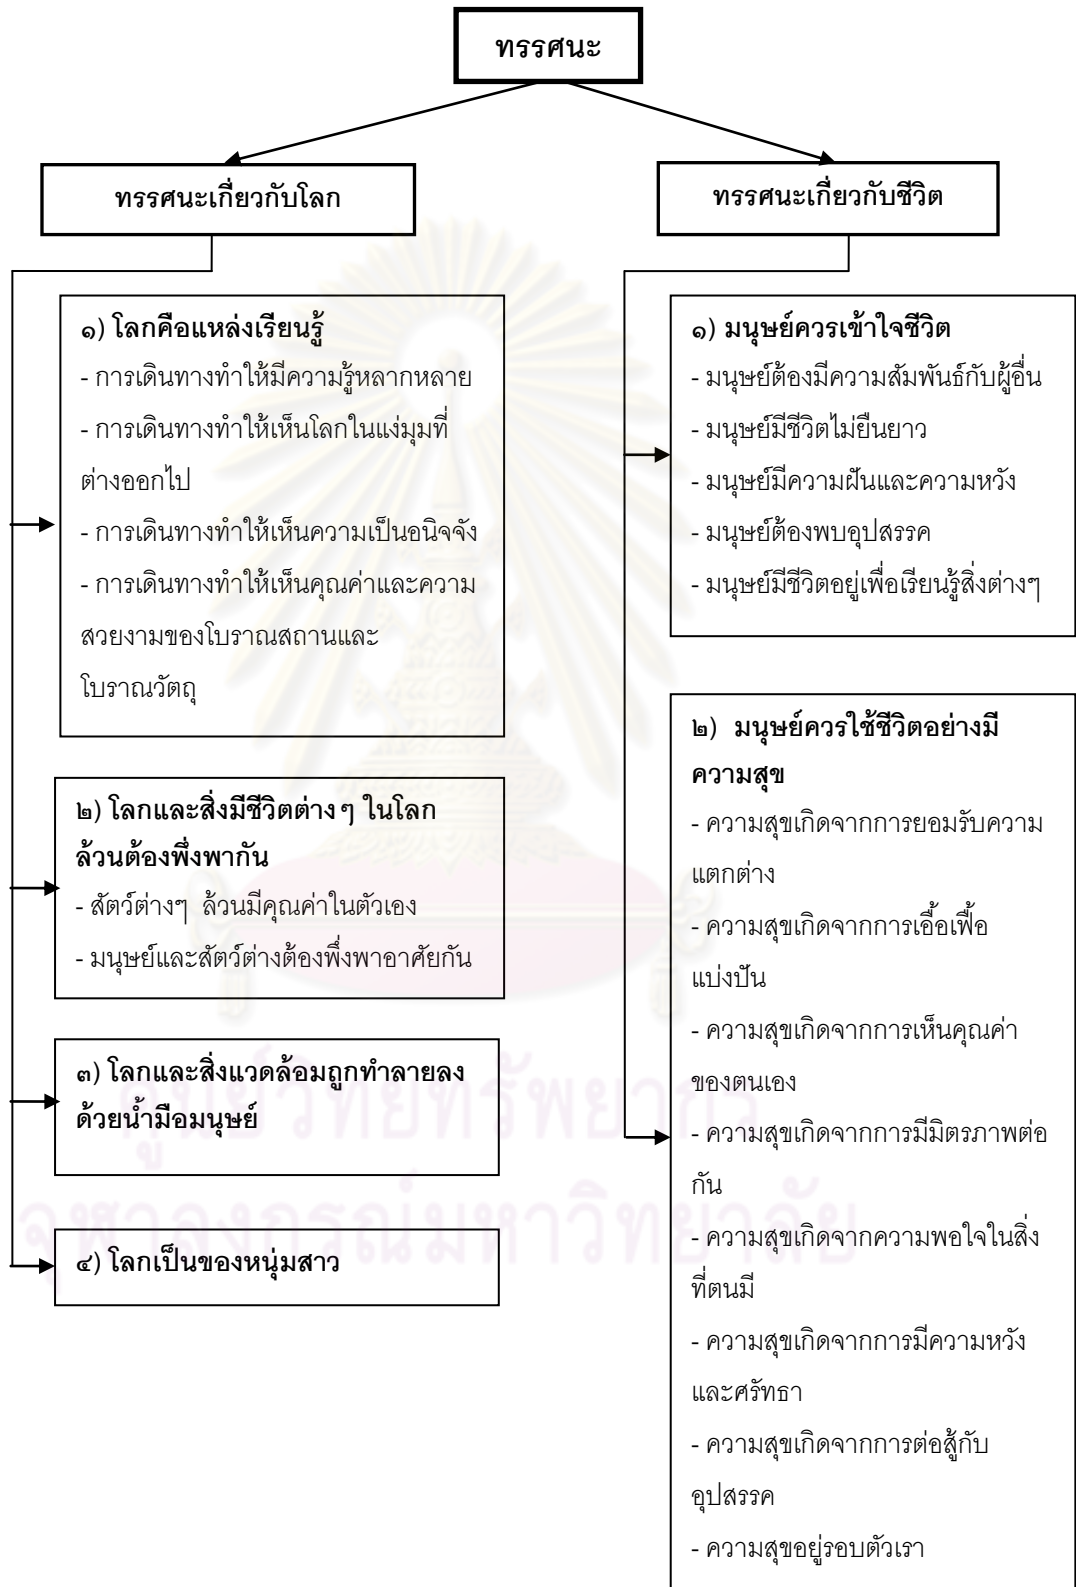 ทรรศนะ
ทรรศนะเกี่ยวกับโลก
๑) โลกคือแหล่งเรียนรู้
- การเดินทางทำให้มีความรู้หลากหลาย
- การเดินทางทำให้เห็นโลกในแง่มุมที่
ต่างออกไป
- การเดินทางทำให้เห็นความเป็นอนิจจัง
- การเดินทางทำให้เห็นคุณค่าและความ
สวยงามของโบราณสถานและ
โบราณวัตถุ
๒) โลกและสิ่งมีชีวิตต่างๆ ในโลก
ล้วนต้องพึ่งพากัน
- สัตว์ต่างๆ ล้วนมีคุณค่าในตัวเอง
- มนุษย์และสัตว์ต่างต้องพึ่งพาอาศัยกัน
๓) โลกและสิ่งแวดล้อมถูกทำลายลง
ด้วยน้ำมือมนุษย์
๔) โลกเป็นของหนุ่มสาว
ทรรศนะเกี่ยวกับชีวิต
๑) มนุษย์ควรเข้าใจชีวิต
- มนุษย์ต้องมีความสัมพันธ์กับผู้อื่น
- มนุษย์มีชีวิตไม่ยืนยาว
- มนุษย์มีความฝันและความหวัง
- มนุษย์ต้องพบอุปสรรค
- มนุษย์มีชีวิตอยู่เพื่อเรียนรู้สิ่งต่างๆ
๒) มนุษย์ควรใช้ชีวิตอย่างมี
ความสุข
- ความสุขเกิดจากการยอมรับความ
แตกต่าง
- ความสุขเกิดจากการเอื้อเฟื้อ
แบ่งปัน
- ความสุขเกิดจากการเห็นคุณค่า
ของตนเอง
- ความสุขเกิดจากการมีมิตรภาพต่อ
กัน
- ความสุขเกิดจากความพอใจในสิ่ง
ที่ตนมี
- ความสุขเกิดจากการมีความหวัง
และศรัทธา
- ความสุขเกิดจากการต่อสู้กับ
อุปสรรค
- ความสุขอยู่รอบตัวเรา
ศูนย์วิทยทรัพยากร
จุฬาลงกรณ์มหาวิทยาลัย